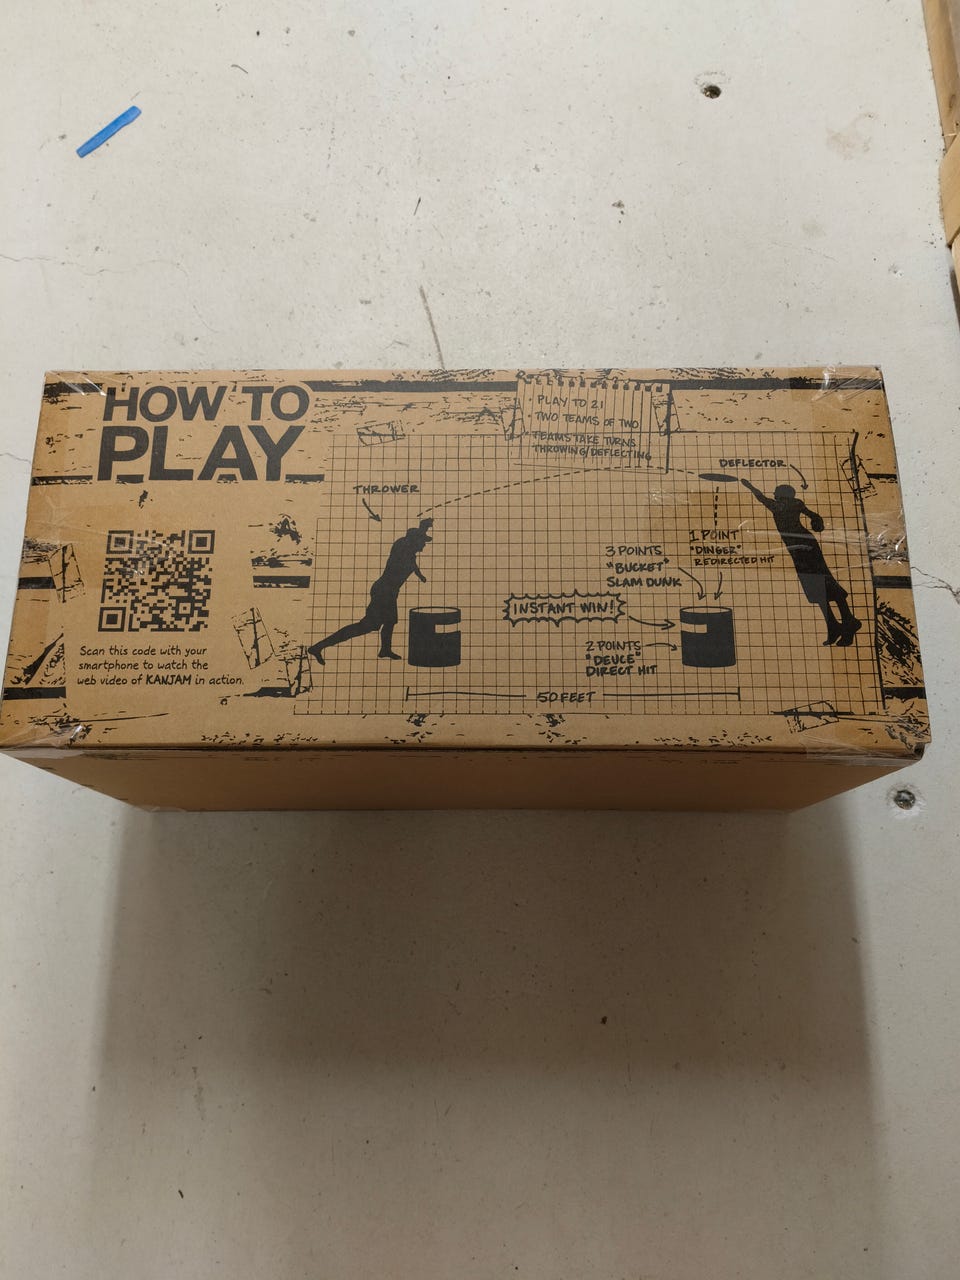 HOW TO
PLAY
• PLAY TO 21
• TWO TEAMS OF TWO
• TEAMS TAKE TURNS
THROWING/DEFLECTING
THROWER
DEFLECTOR
1 POINT
"DINGER"
REDIRECTED HIT
3 POINTS
"BUCKET"
SLAM DUNK
INSTANT WIN!
2 POINTS
"DEUCE"
DIRECT HIT
50 FEET
Scan this code with your
smartphone to watch the
web video of KANJAM in action.